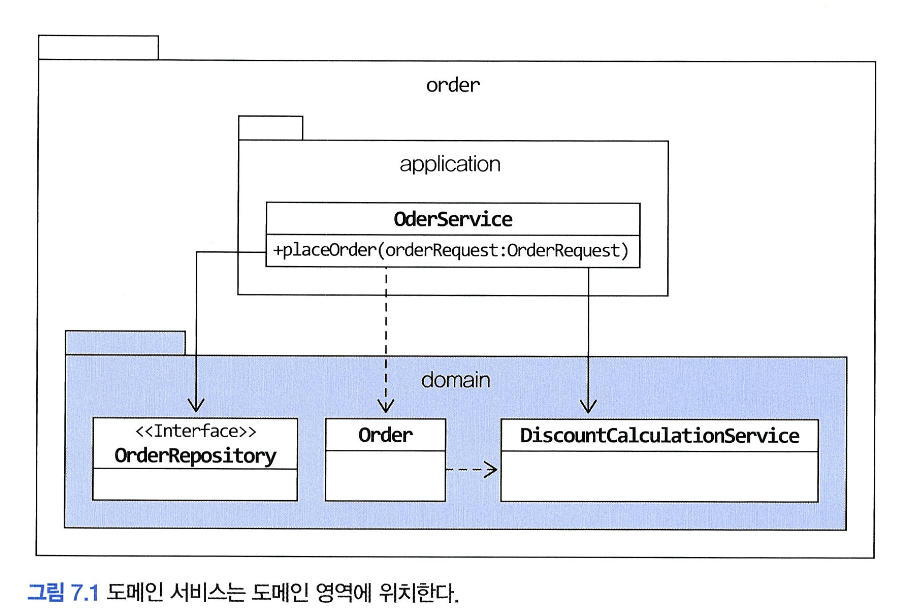 order
application
OderService
+placeOrder(orderRequest:OrderRequest)
domain
<<Interface>>
OrderRepository
Order
DiscountCalculationService
그림 7.1 도메인 서비스는 도메인 영역에 위치한다.